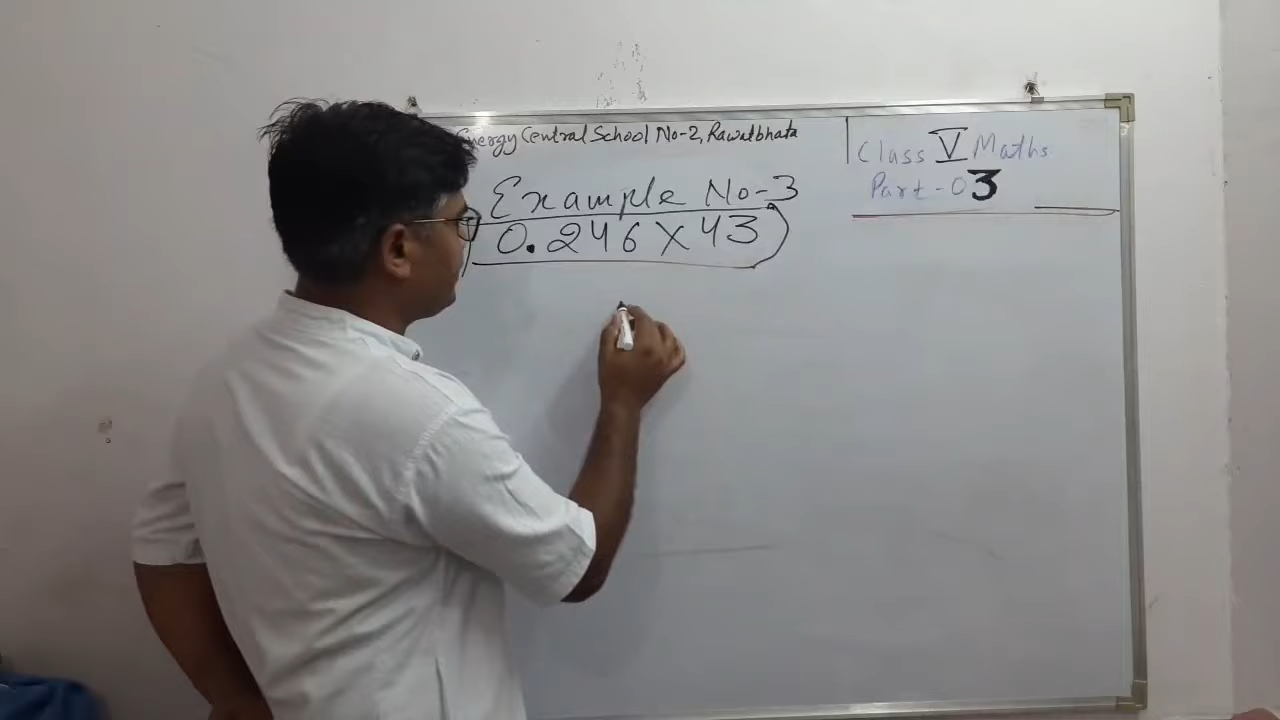 Energy Central School No-2, Rawatbhata
Class V Maths
Part-03
Example No-3
0.246 X 43